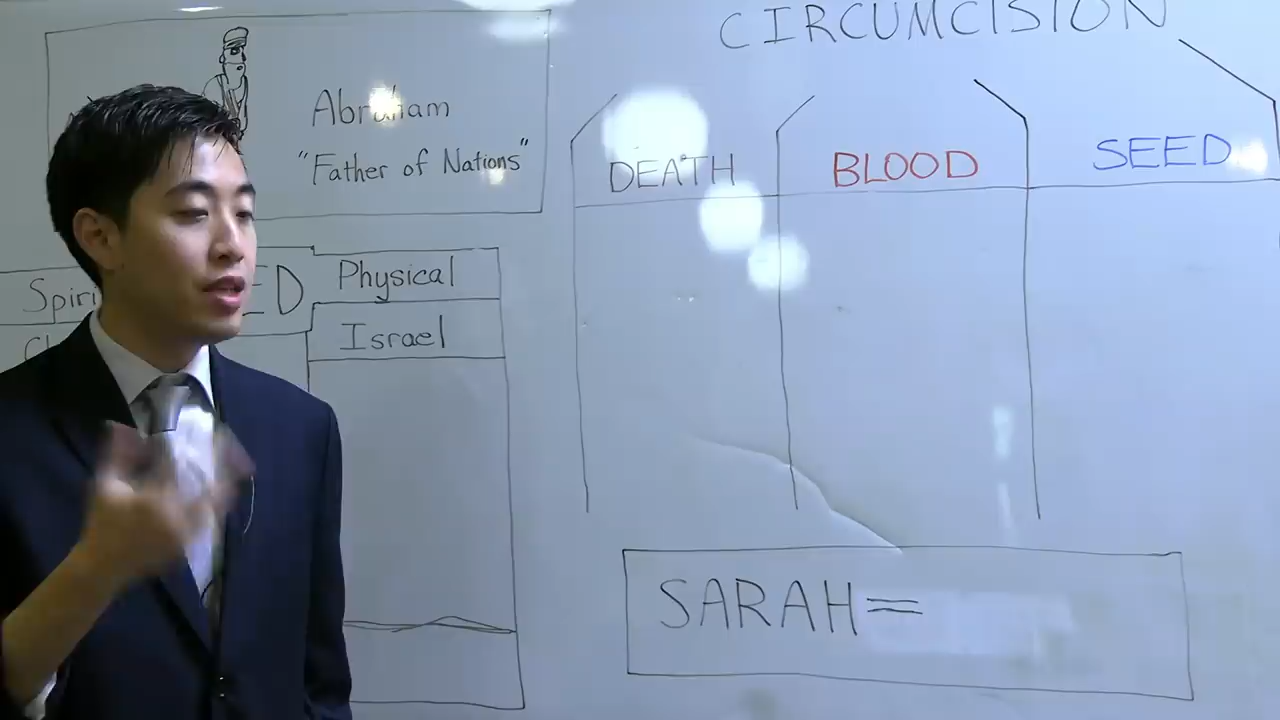 CIRCUMCISION
Abraham
"Father of Nations"
DEATH
BLOOD
SEED
Physical
Israel
SARAH=